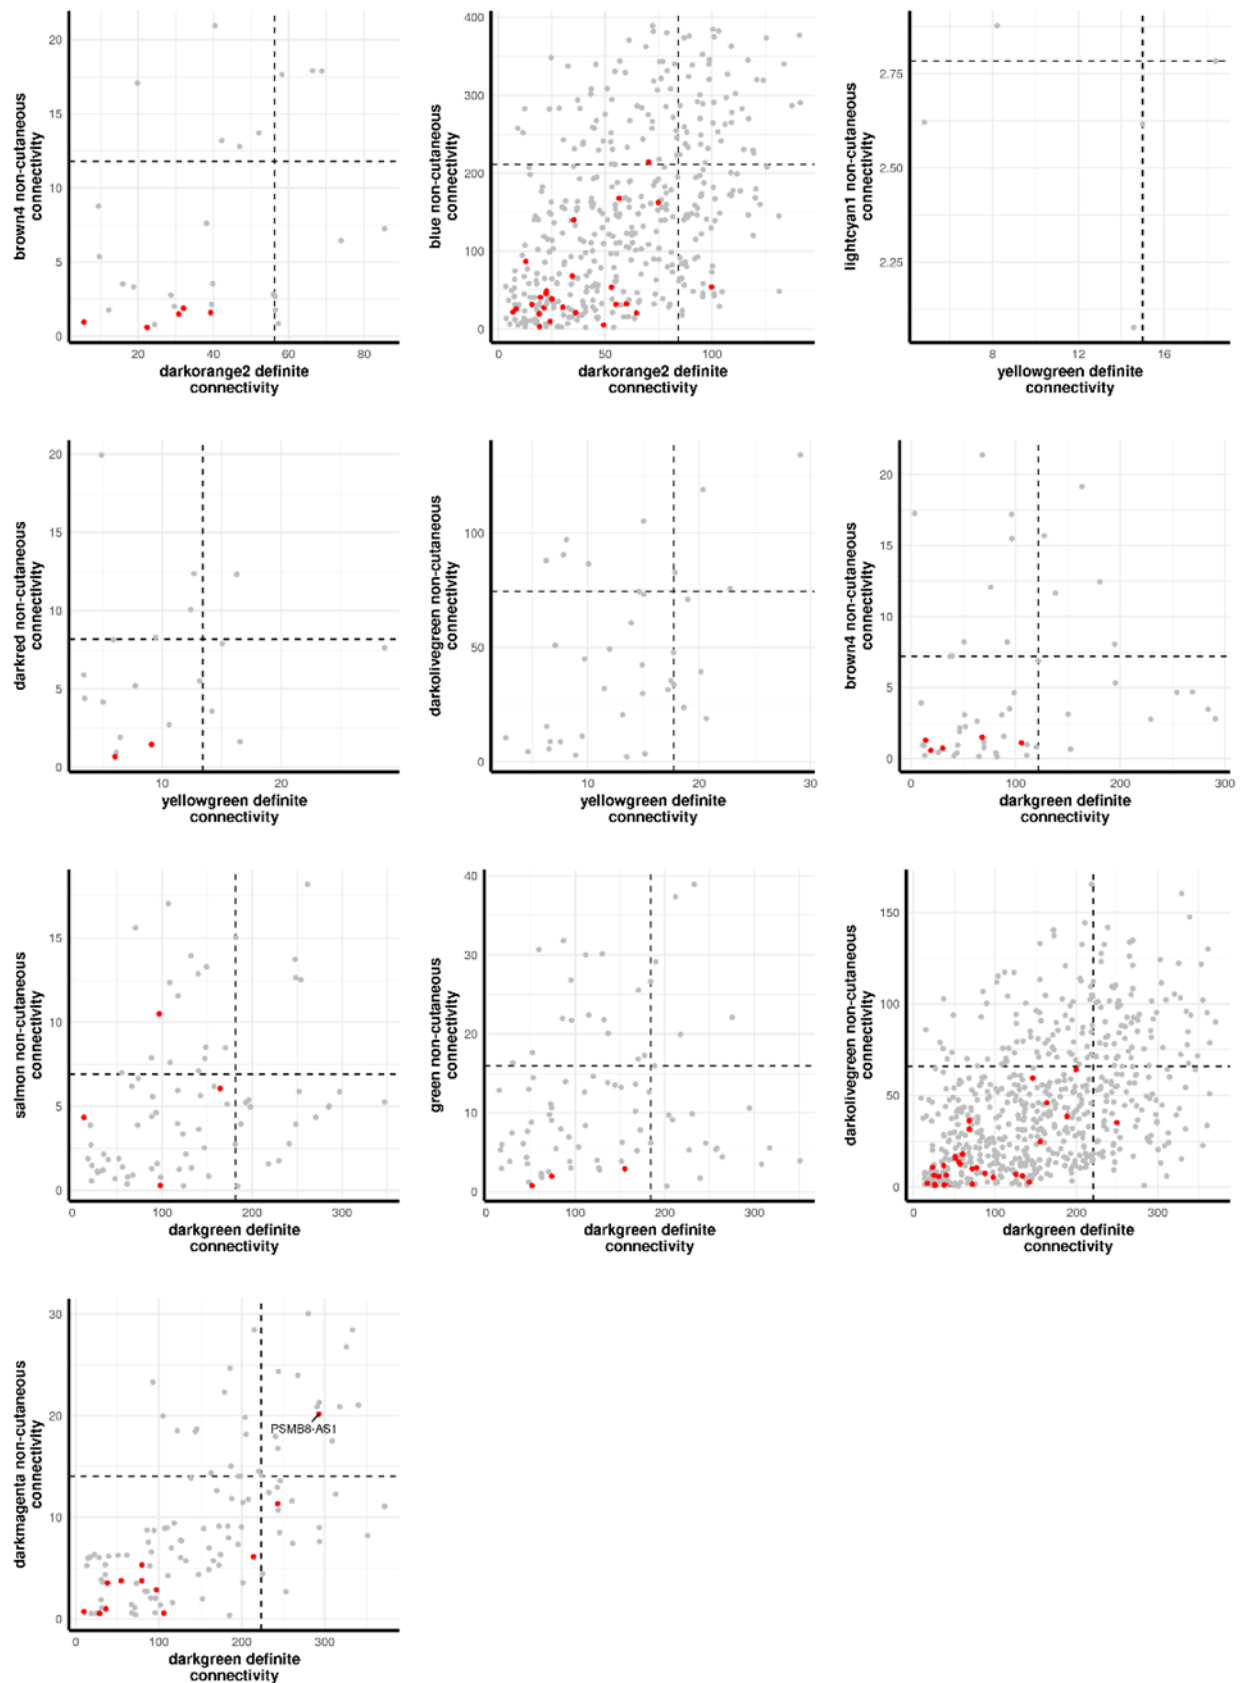 brown4 non-cutaneous
connectivity
20
15
10
5
0
20
40
60
80
darkorange2 definite
connectivity
blue non-cutaneous
connectivity
400
300
200
100
0
0
50
100
darkorange2 definite
connectivity
lightcyan1 non-cutaneous
connectivity
2.75
2.50
2.25
8
12
16
yellowgreen definite
connectivity
darkred non-cutaneous
connectivity
20
15
10
5
0
10
20
yellowgreen definite
connectivity
darkolivegreen non-cutaneous
connectivity
100
50
0
10
20
30
yellowgreen definite
connectivity
brown4 non-cutaneous
connectivity
20
15
10
5
0
0
100
200
300
darkgreen definite
connectivity
salmon non-cutaneous
connectivity
15
10
5
0
0
100
200
300
darkgreen definite
connectivity
green non-cutaneous
connectivity
40
30
20
10
0
0
100
200
300
darkgreen definite
connectivity
darkolivegreen non-cutaneous
connectivity
150
100
50
0
0
100
200
300
darkgreen definite
connectivity
darkmagenta non-cutaneous
connectivity
30
20
10
0
PSMB8-AS1
0
100
200
300
darkgreen definite
connectivity